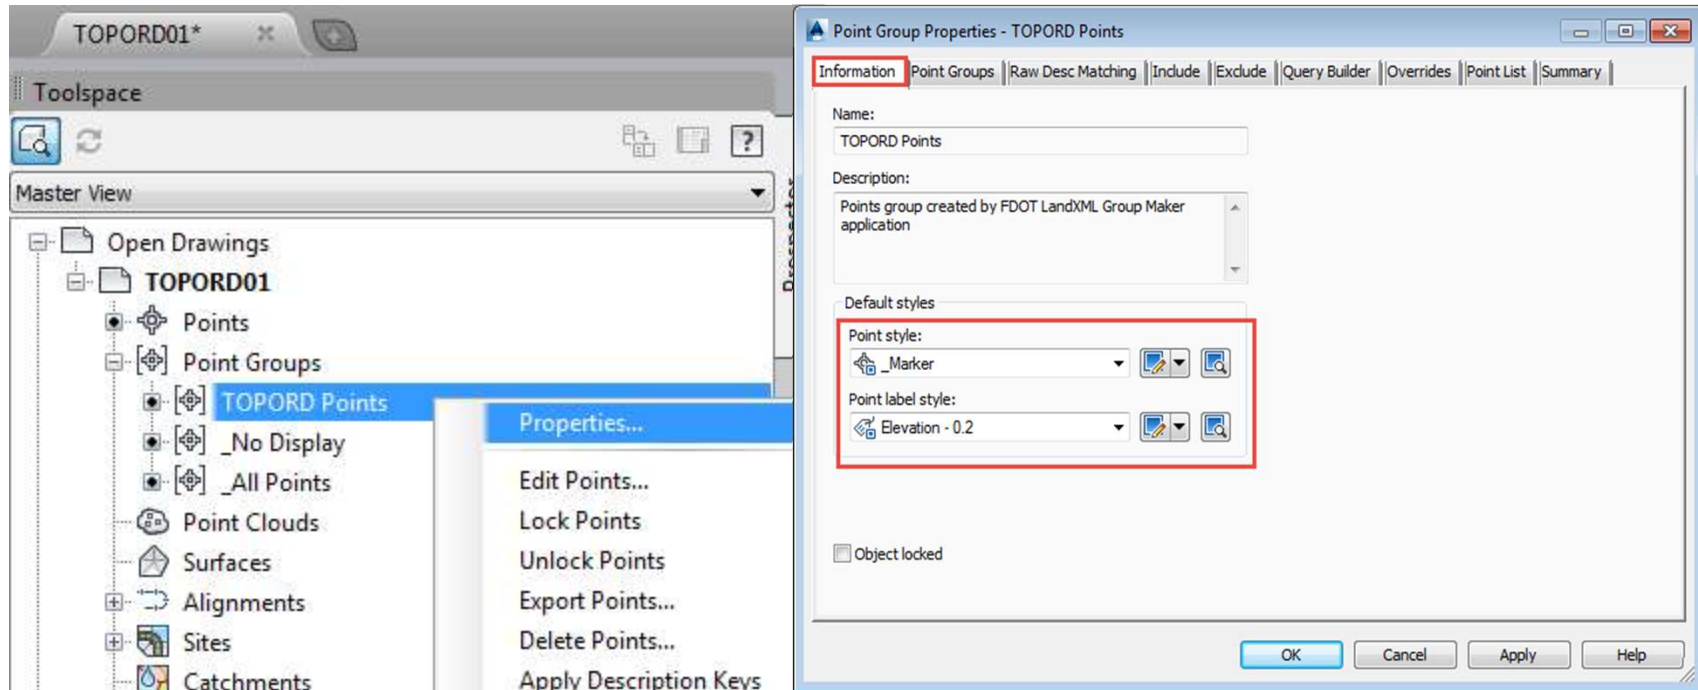 TOPORD01*
Toolspace
Master View
Open Drawings
TOPORD01
Points
Point Groups
TOPORD Points
_No Display
_All Points
Point Clouds
Surfaces
Alignments
Sites
Catchments
Properties...
Edit Points...
Lock Points
Unlock Points
Export Points...
Delete Points...
Apply Description Keys
Prospector
Point Group Properties - TOPORD Points
Information Point Groups Raw Desc Matching Include Exclude Query Builder Overrides Point List Summary
Name:
TOPORD Points
Description:
Points group created by FDOT LandXML Group Maker
application
Default styles
Point style:
_Marker
Point label style:
Elevation - 0.2
Object locked
OK Cancel Apply Help